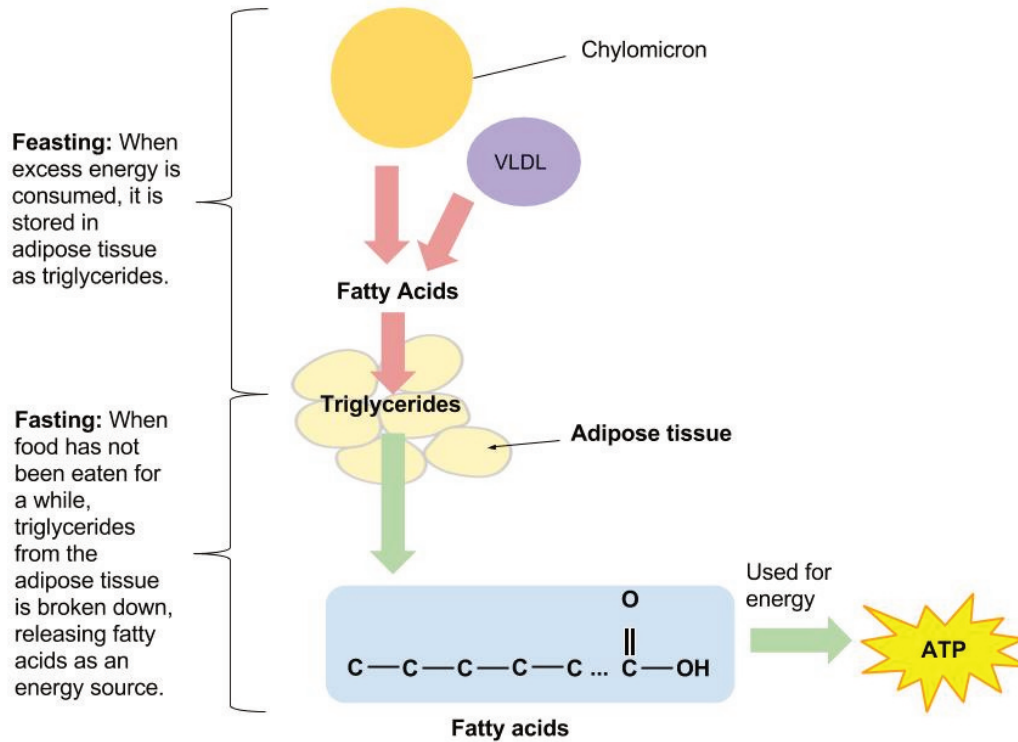 Chylomicron
VLDL
Feasting: When
excess energy is
consumed, it is
stored in
adipose tissue
as triglycerides.
Fatty Acids
Triglycerides
Adipose tissue
Fasting: When
food has not
been eaten for
a while,
triglycerides
from the
adipose tissue
is broken down,
releasing fatty
acids as an
energy source.
O
||
C—C—C—C—C ... C—OH
Fatty acids
Used for
energy
ATP